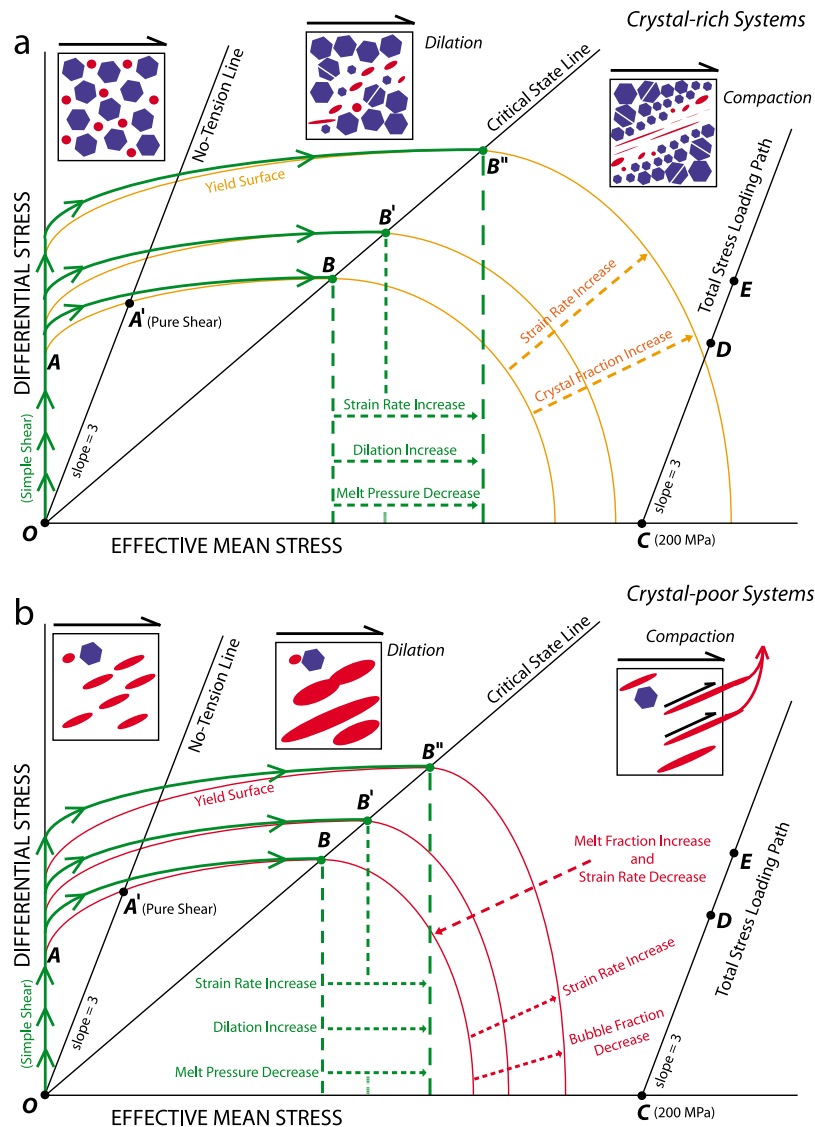 a
Crystal-rich Systems
Dilation
Compaction
No-Tension Line
Critical State Line
Total Stress Loading Path
Yield Surface
B"
B'
B
A' (Pure Shear)
A
E
D
Strain Rate Increase
Crystal Fraction Increase
DIFFERENTIAL STRESS
(Simple Shear)
slope = 3
Strain Rate Increase
Dilation Increase
Melt Pressure Decrease
slope = 3
O
EFFECTIVE MEAN STRESS
C (200 MPa)
b
Crystal-poor Systems
Dilation
Compaction
No-Tension Line
Critical State Line
Total Stress Loading Path
Yield Surface
B"
B'
B
A' (Pure Shear)
A
Melt Fraction Increase
and
Strain Rate Decrease
E
D
DIFFERENTIAL STRESS
(Simple Shear)
slope = 3
Strain Rate Increase
Dilation Increase
Melt Pressure Decrease
Strain Rate Increase
Bubble Fraction
Decrease
slope = 3
O
EFFECTIVE MEAN STRESS
C (200 MPa)